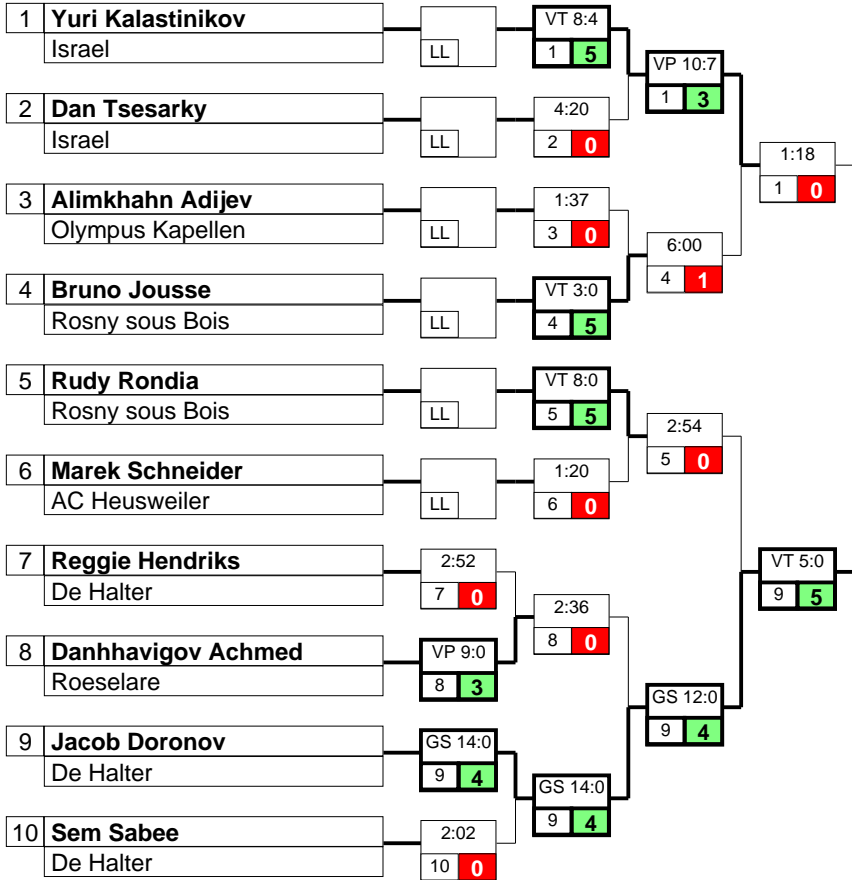 1 Yuri Kalastinikov
Israel
LL
VT 8:4
1 5
VP 10:7
1 3
2 Dan Tsesarky
Israel
LL
4:20
2 0
1:18
1 0
3 Alimkhahn Adijev
Olympus Kapellen
LL
1:37
3 0
6:00
4 1
4 Bruno Jousse
Rosny sous Bois
LL
VT 3:0
4 5
5 Rudy Rondia
Rosny sous Bois
LL
VT 8:0
5 5
2:54
5 0
6 Marek Schneider
AC Heusweiler
LL
1:20
6 0
7 Reggie Hendriks
De Halter
2:52
7 0
VT 5:0
9 5
2:36
8 0
8 Danhhavigov Achmed
Roeselare
VP 9:0
8 3
GS 12:0
9 4
9 Jacob Doronov
De Halter
GS 14:0
9 4
GS 14:0
9 4
10 Sem Sabee
De Halter
2:02
10 0